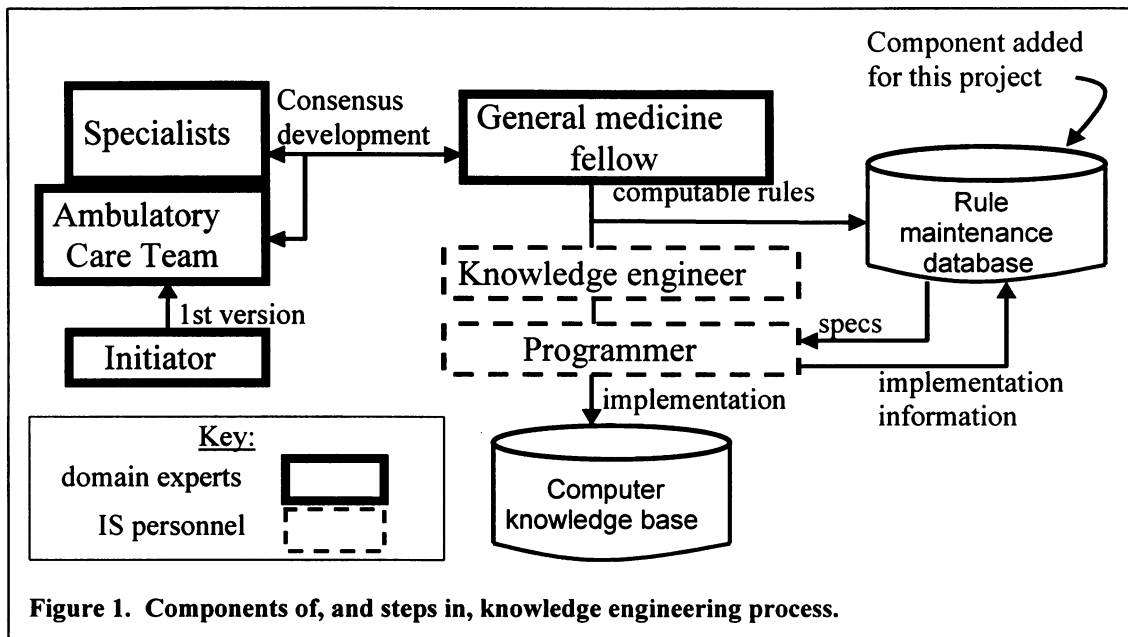 Component added
for this project
Specialists
Consensus
development
General medicine
fellow
Ambulatory
Care Team
computable rules
Rule
maintenance
database
Knowledge engineer
1st version
specs
Initiator
Programmer
implementation
implementation
information
Key:
domain experts
IS personnel
Computer
knowledge base
Figure 1. Components of, and steps in, knowledge engineering process.